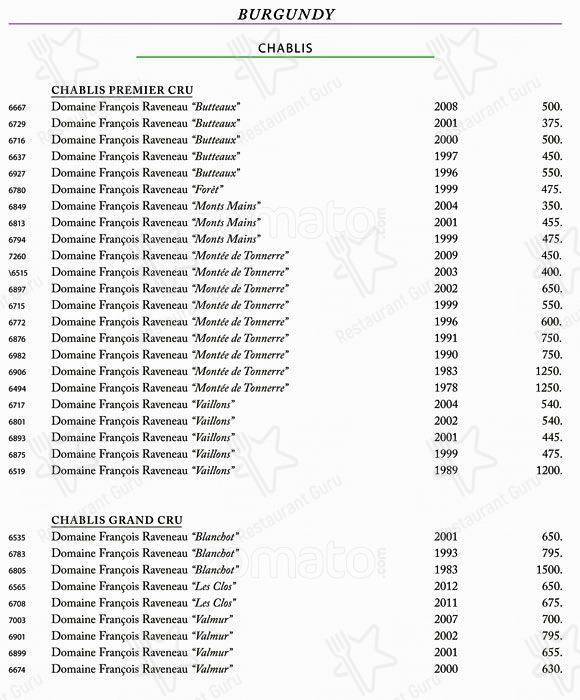 BURGUNDY
CHABLIS
CHABLIS PREMIER CRU
6667 Domaine François Raveneau “Butteaux” 2008 500.
6729 Domaine François Raveneau “Butteaux” 2001 375.
6716 Domaine François Raveneau “Butteaux” 2000 500.
6637 Domaine François Raveneau “Butteaux” 1997 450.
6927 Domaine François Raveneau “Butteaux” 1996 550.
6780 Domaine François Raveneau “Forêt” 1999 475.
6849 Domaine François Raveneau “Monts Mains” 2004 350.
6813 Domaine François Raveneau “Monts Mains” 2001 455.
6794 Domaine François Raveneau “Monts Mains” 1999 475.
7260 Domaine François Raveneau “Montée de Tonnerre” 2009 450.
\6515 Domaine François Raveneau “Montée de Tonnerre” 2003 400.
6897 Domaine François Raveneau “Montée de Tonnerre” 2002 650.
6715 Domaine François Raveneau “Montée de Tonnerre” 1999 550.
6772 Domaine François Raveneau “Montée de Tonnerre” 1996 600.
6876 Domaine François Raveneau “Montée de Tonnerre” 1991 750.
6982 Domaine François Raveneau “Montée de Tonnerre” 1990 750.
6906 Domaine François Raveneau “Montée de Tonnerre” 1983 1250.
6494 Domaine François Raveneau “Montée de Tonnerre” 1978 1250.
6717 Domaine François Raveneau “Vaillons” 2004 540.
6801 Domaine François Raveneau “Vaillons” 2002 540.
6893 Domaine François Raveneau “Vaillons” 2001 445.
6875 Domaine François Raveneau “Vaillons” 1999 475.
6519 Domaine François Raveneau “Vaillons” 1989 1200.
CHABLIS GRAND CRU
6535 Domaine François Raveneau “Blanchot” 2001 650.
6783 Domaine François Raveneau “Blanchot” 1993 795.
6805 Domaine François Raveneau “Blanchot” 1983 1500.
6565 Domaine François Raveneau “Les Clos” 2012 650.
6708 Domaine François Raveneau “Les Clos” 2011 675.
7003 Domaine François Raveneau “Valmur” 2007 700.
6901 Domaine François Raveneau “Valmur” 2002 795.
6899 Domaine François Raveneau “Valmur” 2001 655.
6674 Domaine François Raveneau “Valmur” 2000 630.